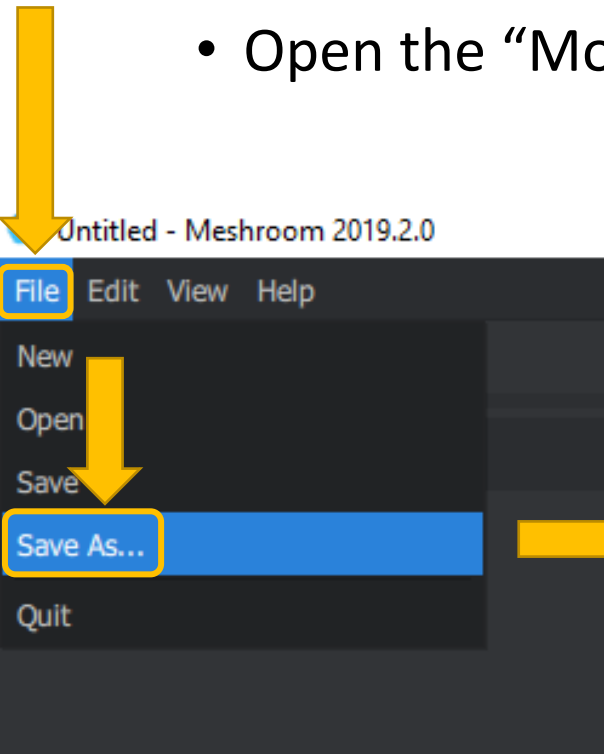 • Open the “Mo
Untitled - Meshroom 2019.2.0
File Edit View Help
New
Open
Save
Save As...
Quit